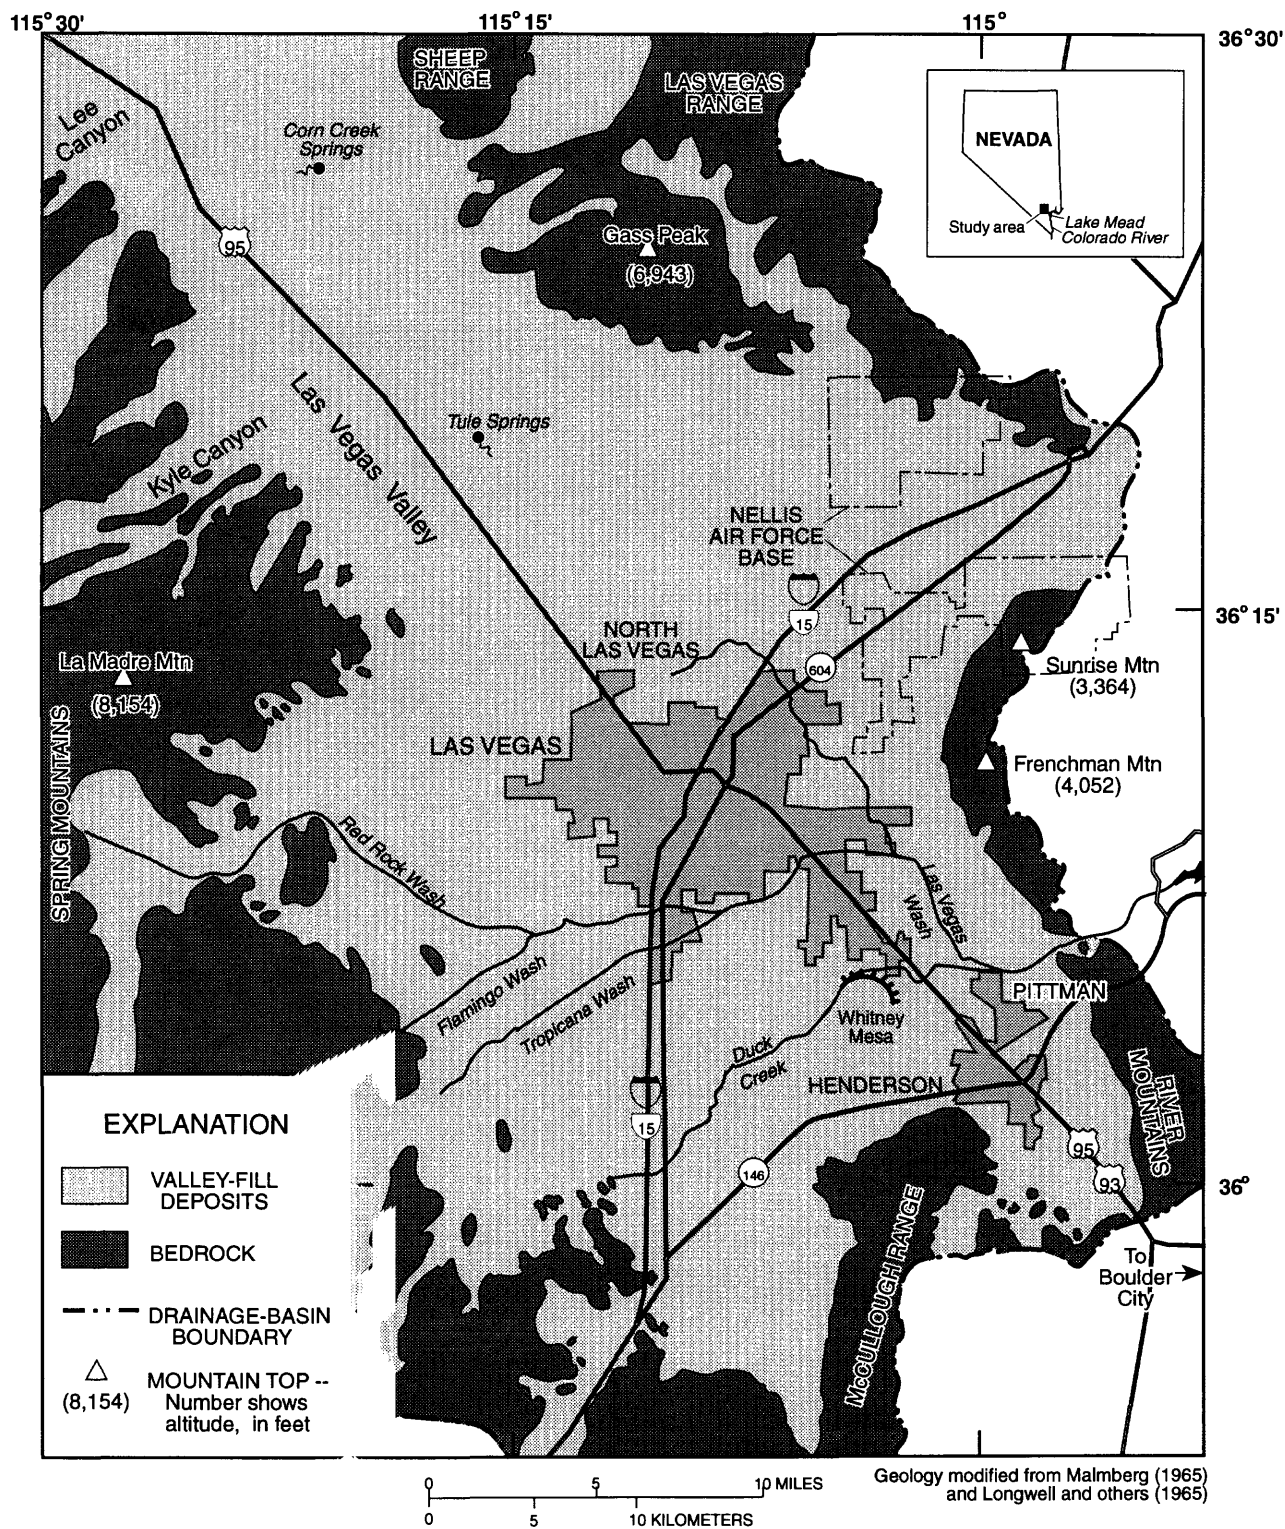 115°30'
115°15'
115°
36°30'
SHEEP
RANGE
LAS VEGAS
RANGE
Lee
Canyon
Corn Creek
Springs
NEVADA
Study area
Lake Mead
Colorado River
95
Gass Peak
(6,943)
Las Vegas Valley
Tule Springs
Kyle Canyon
NELLIS
AIR FORCE
BASE
15
36°15'
NORTH
LAS VEGAS
604
La Madre Mtn
(8,154)
Sunrise Mtn
(3,364)
SPRING MOUNTAINS
LAS VEGAS
Frenchman Mtn
(4,052)
Red Rock Wash
Las Vegas
Wash
Flamingo Wash
Tropicana Wash
PITTMAN
Whitney
Mesa
Duck
Creek
HENDERSON
RIVER
MOUNTAINS
15
95
93
146
36°
McCULLOUGH RANGE
To
Boulder
City
EXPLANATION
VALLEY-FILL
DEPOSITS
BEDROCK
DRAINAGE-BASIN
BOUNDARY
(8,154)
MOUNTAIN TOP --
Number shows
altitude, in feet
0 5 10 MILES
0 5 10 KILOMETERS
Geology modified from Malmberg (1965)
and Longwell and others (1965)